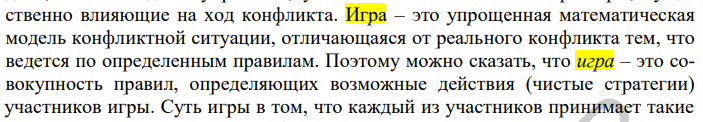 ственно влияющие на ход конфликта. Игра – это упрощенная математическая
модель конфликтной ситуации, отличающаяся от реального конфликта тем, что
ведется по определенным правилам. Поэтому можно сказать, что игра – это со-
вокупность правил, определяющих возможные действия (чистые стратегии)
участников игры. Суть игры в том, что каждый из участников принимает такие